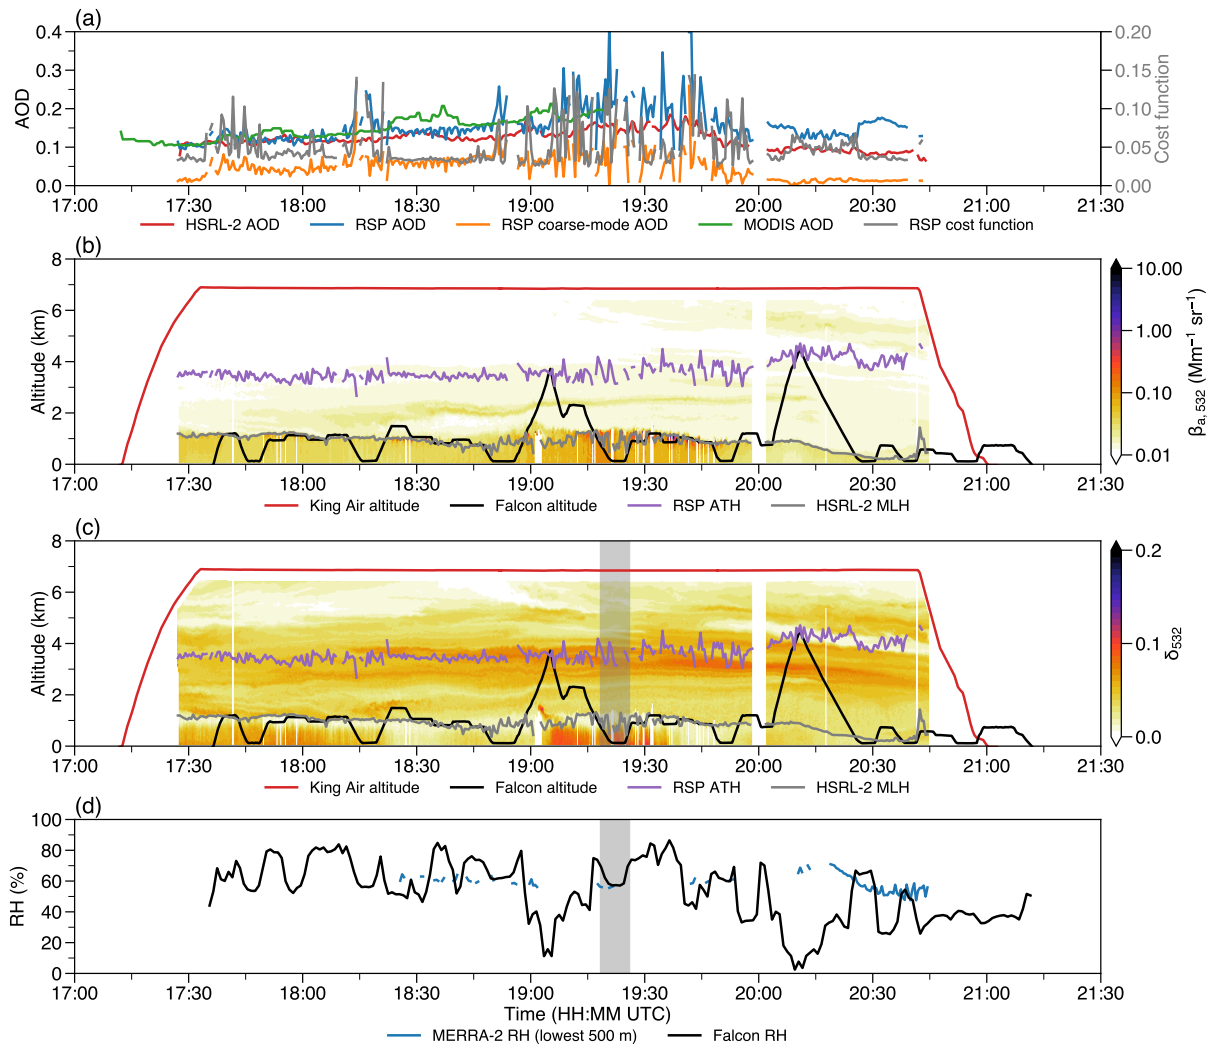 (a)
0.4
0.3
0.2
0.1
0.0
AOD
0.20
0.15
0.10
0.05
0.00
Cost function
17:00 17:30 18:00 18:30 19:00 19:30 20:00 20:30 21:00 21:30
HSRL-2 AOD RSP AOD RSP coarse-mode AOD MODIS AOD RSP cost function
(b)
8
6
4
2
0
Altitude (km)
10.00
1.00
0.10
0.01
βa, 532 (Mm−1 sr−1)
17:00 17:30 18:00 18:30 19:00 19:30 20:00 20:30 21:00 21:30
King Air altitude Falcon altitude RSP ATH HSRL-2 MLH
(c)
8
6
4
2
0
Altitude (km)
0.2
0.1
0.0
δ532
17:00 17:30 18:00 18:30 19:00 19:30 20:00 20:30 21:00 21:30
King Air altitude Falcon altitude RSP ATH HSRL-2 MLH
(d)
100
80
60
40
20
0
RH (%)
17:00 17:30 18:00 18:30 19:00 19:30 20:00 20:30 21:00 21:30
Time (HH:MM UTC)
MERRA-2 RH (lowest 500 m) Falcon RH